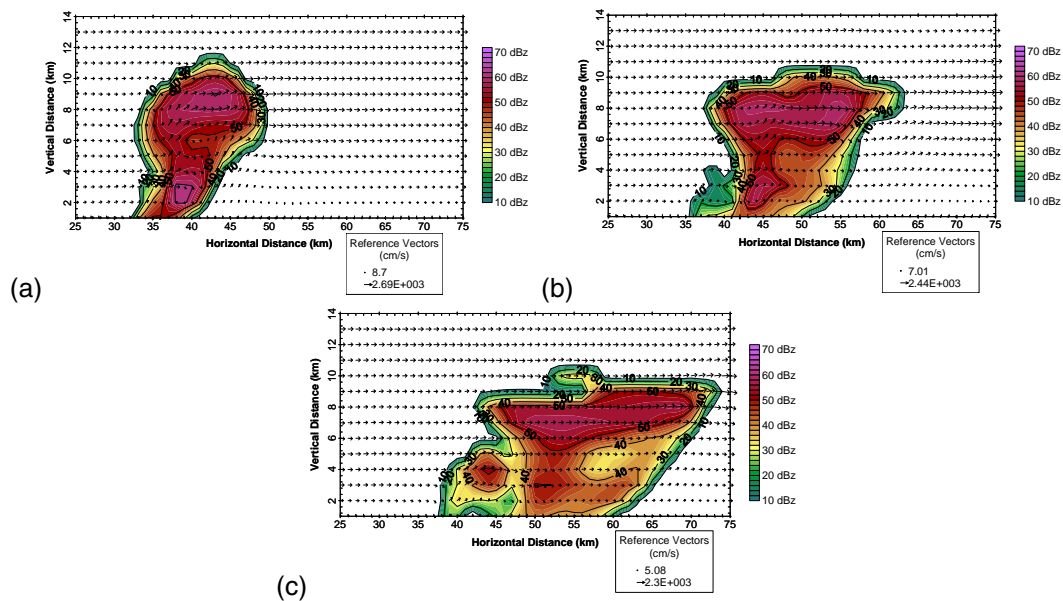 14
12
10
8
6
4
2
Vertical Distance (km)
25 30 35 40 45 50 55 60 65 70 75
Horizontal Distance (km)
70 dBz
60 dBz
50 dBz
40 dBz
30 dBz
20 dBz
10 dBz
Reference Vectors
(cm/s)
8.7
2.69E+003
(a)
14
12
10
8
6
4
2
Vertical Distance (km)
25 30 35 40 45 50 55 60 65 70 75
Horizontal Distance (km)
70 dBz
60 dBz
50 dBz
40 dBz
30 dBz
20 dBz
10 dBz
Reference Vectors
(cm/s)
7.01
2.44E+003
(b)
14
12
10
8
6
4
2
Vertical Distance (km)
10 20 30 40 50
25 30 35 40 45 50 55 60 65 70 75
Horizontal Distance (km)
70 dBz
60 dBz
50 dBz
40 dBz
30 dBz
20 dBz
10 dBz
Reference Vectors
(cm/s)
5.08
2.3E+003
(c)